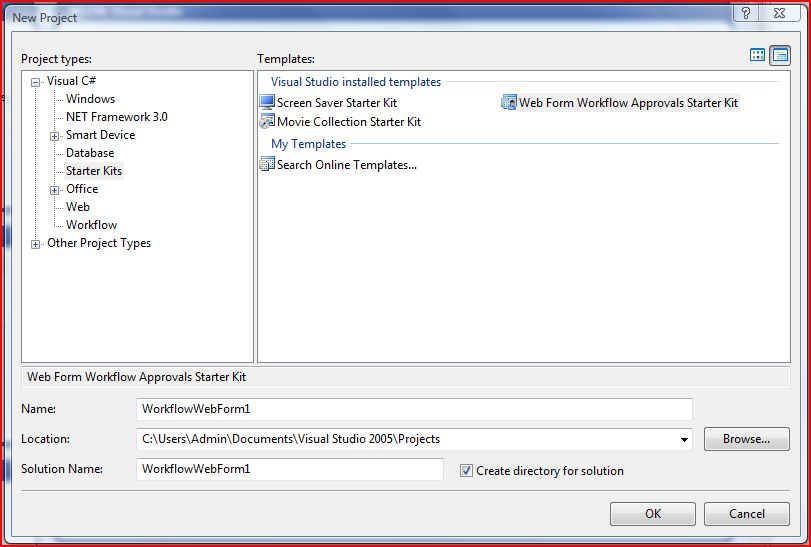 New Project
Project types:
Templates:
Visual C#
Windows
NET Framework 3.0
Smart Device
Database
Starter Kits
Office
Web
Workflow
Other Project Types
Visual Studio installed templates
Screen Saver Starter Kit
Web Form Workflow Approvals Starter Kit
Movie Collection Starter Kit
My Templates
Search Online Templates...
Web Form Workflow Approvals Starter Kit
Name:
WorkflowWebForm1
Location:
C:\Users\Admin\Documents\Visual Studio 2005\Projects
Browse...
Solution Name:
WorkflowWebForm1
Create directory for solution
OK
Cancel